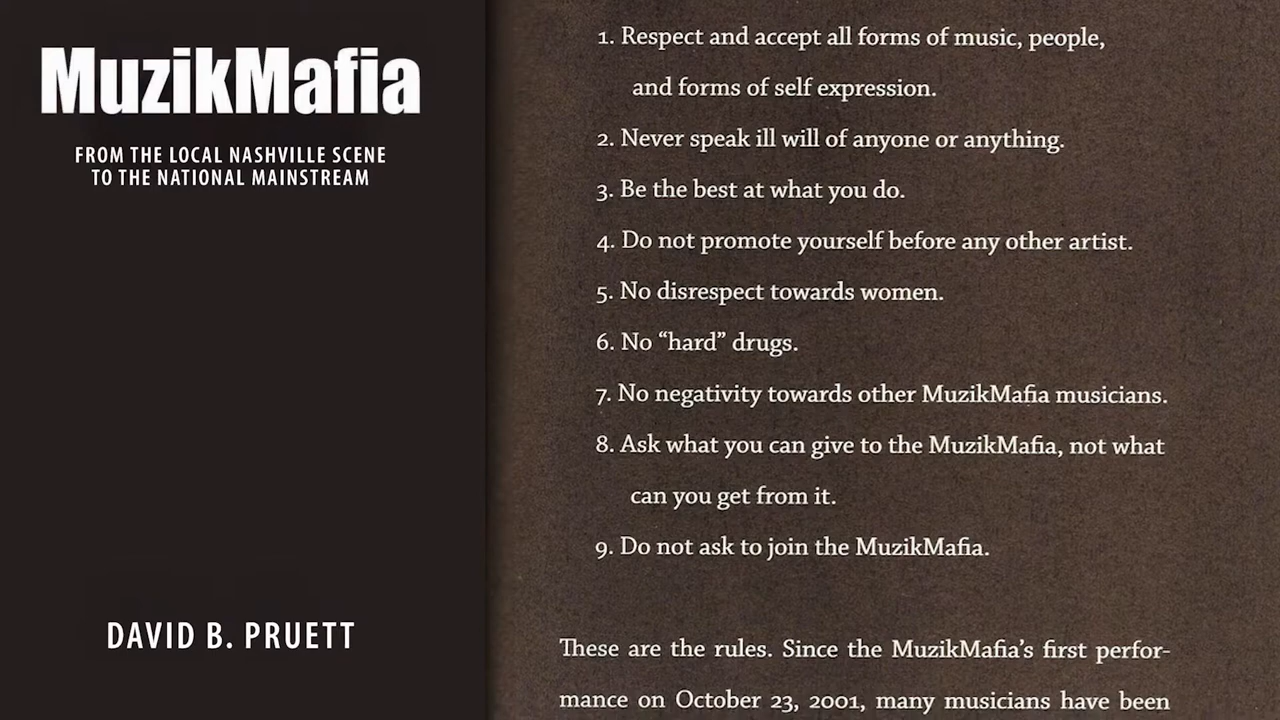 MuzikMafia
FROM THE LOCAL NASHVILLE SCENE
TO THE NATIONAL MAINSTREAM
DAVID B. PRUETT
1. Respect and accept all forms of music, people,
and forms of self expression.
2. Never speak ill will of anyone or anything.
3. Be the best at what you do.
4. Do not promote yourself before any other artist.
5. No disrespect towards women.
6. No “hard” drugs.
7. No negativity towards other MuzikMafia musicians.
8. Ask what you can give to the MuzikMafia, not what
can you get from it.
9. Do not ask to join the MuzikMafia.
These are the rules. Since the MuzikMafia’s first perfor-
mance on October 23, 2001, many musicians have been